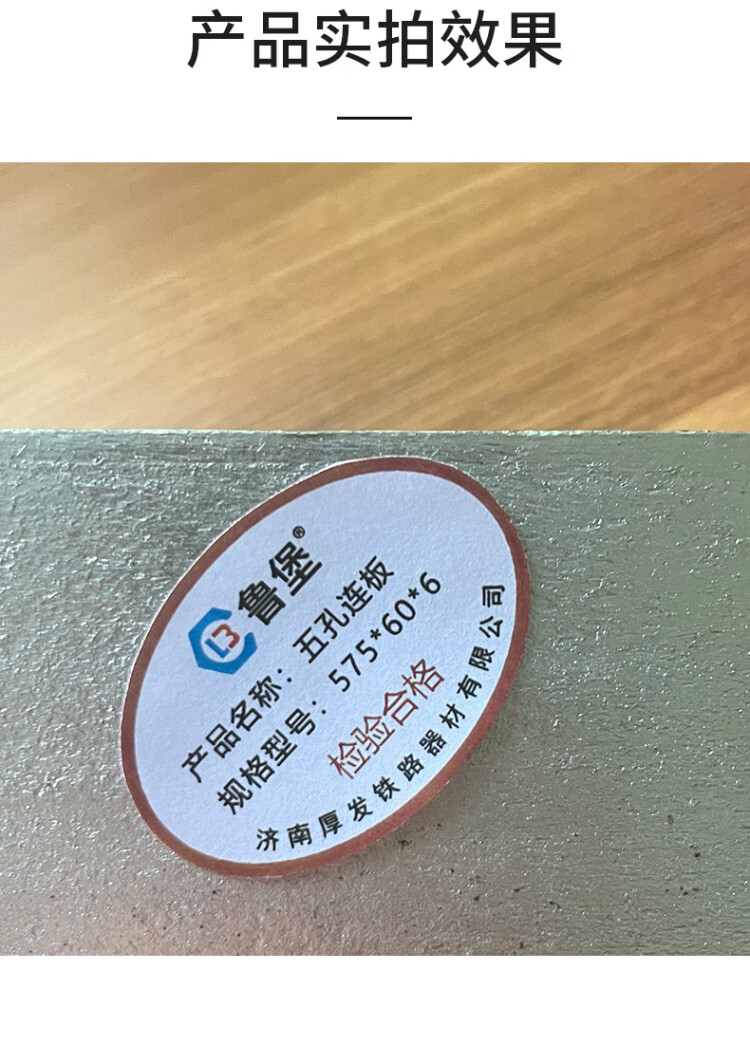 产品实拍效果
LB 鲁堡®
产品名称：五孔连板
规格型号：575*60*6
检验合格
济南厚发铁路器材有限公司